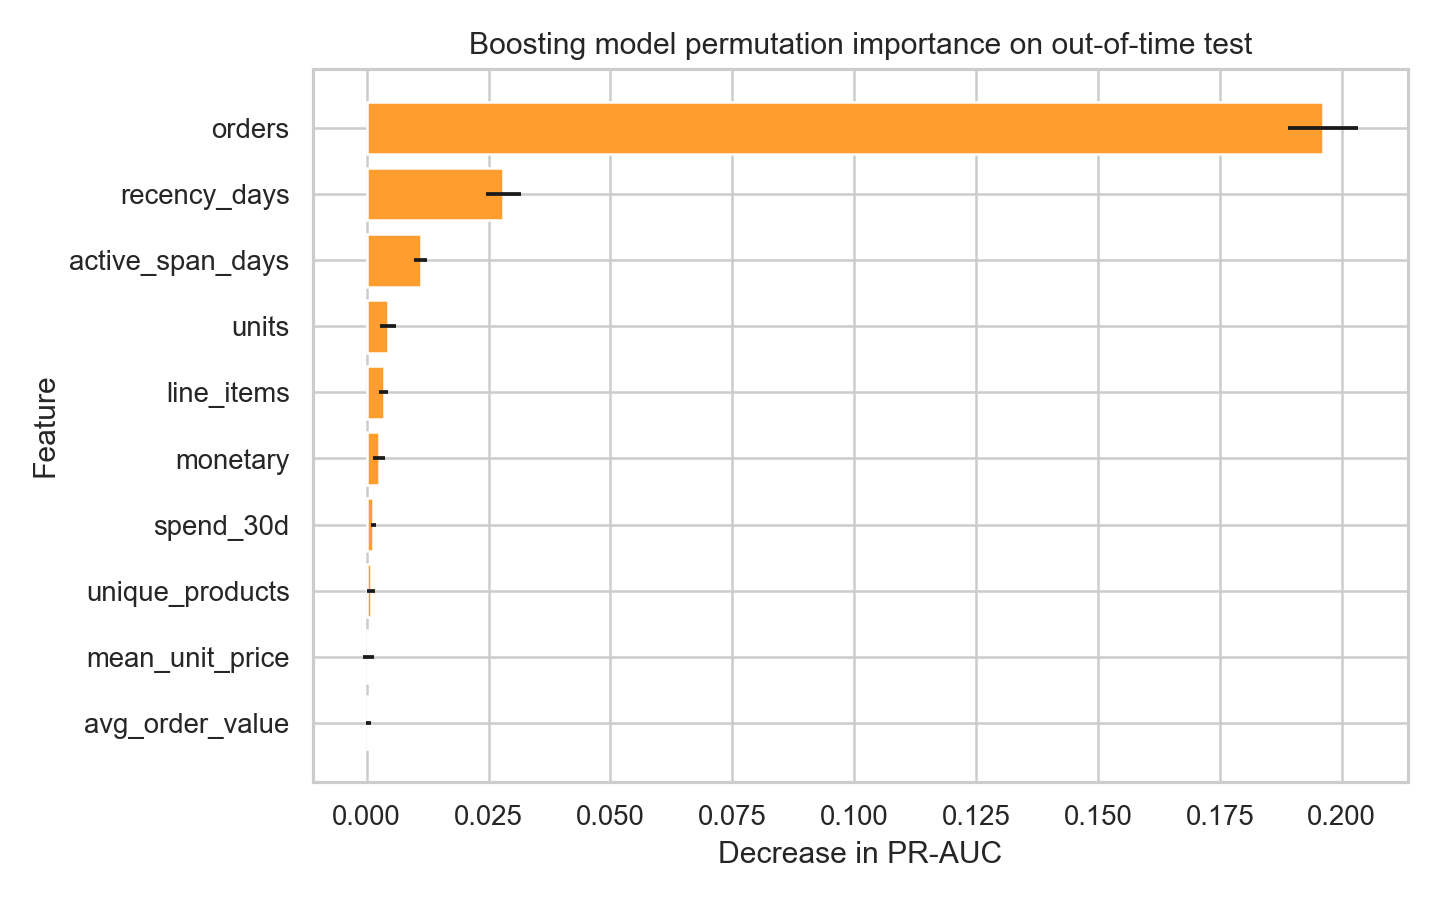 Boosting model permutation importance on out-of-time test
orders
recency_days
active_span_days
units
line_items
monetary
spend_30d
unique_products
mean_unit_price
avg_order_value
Feature
0.000 0.025 0.050 0.075 0.100 0.125 0.150 0.175 0.200
Decrease in PR-AUC